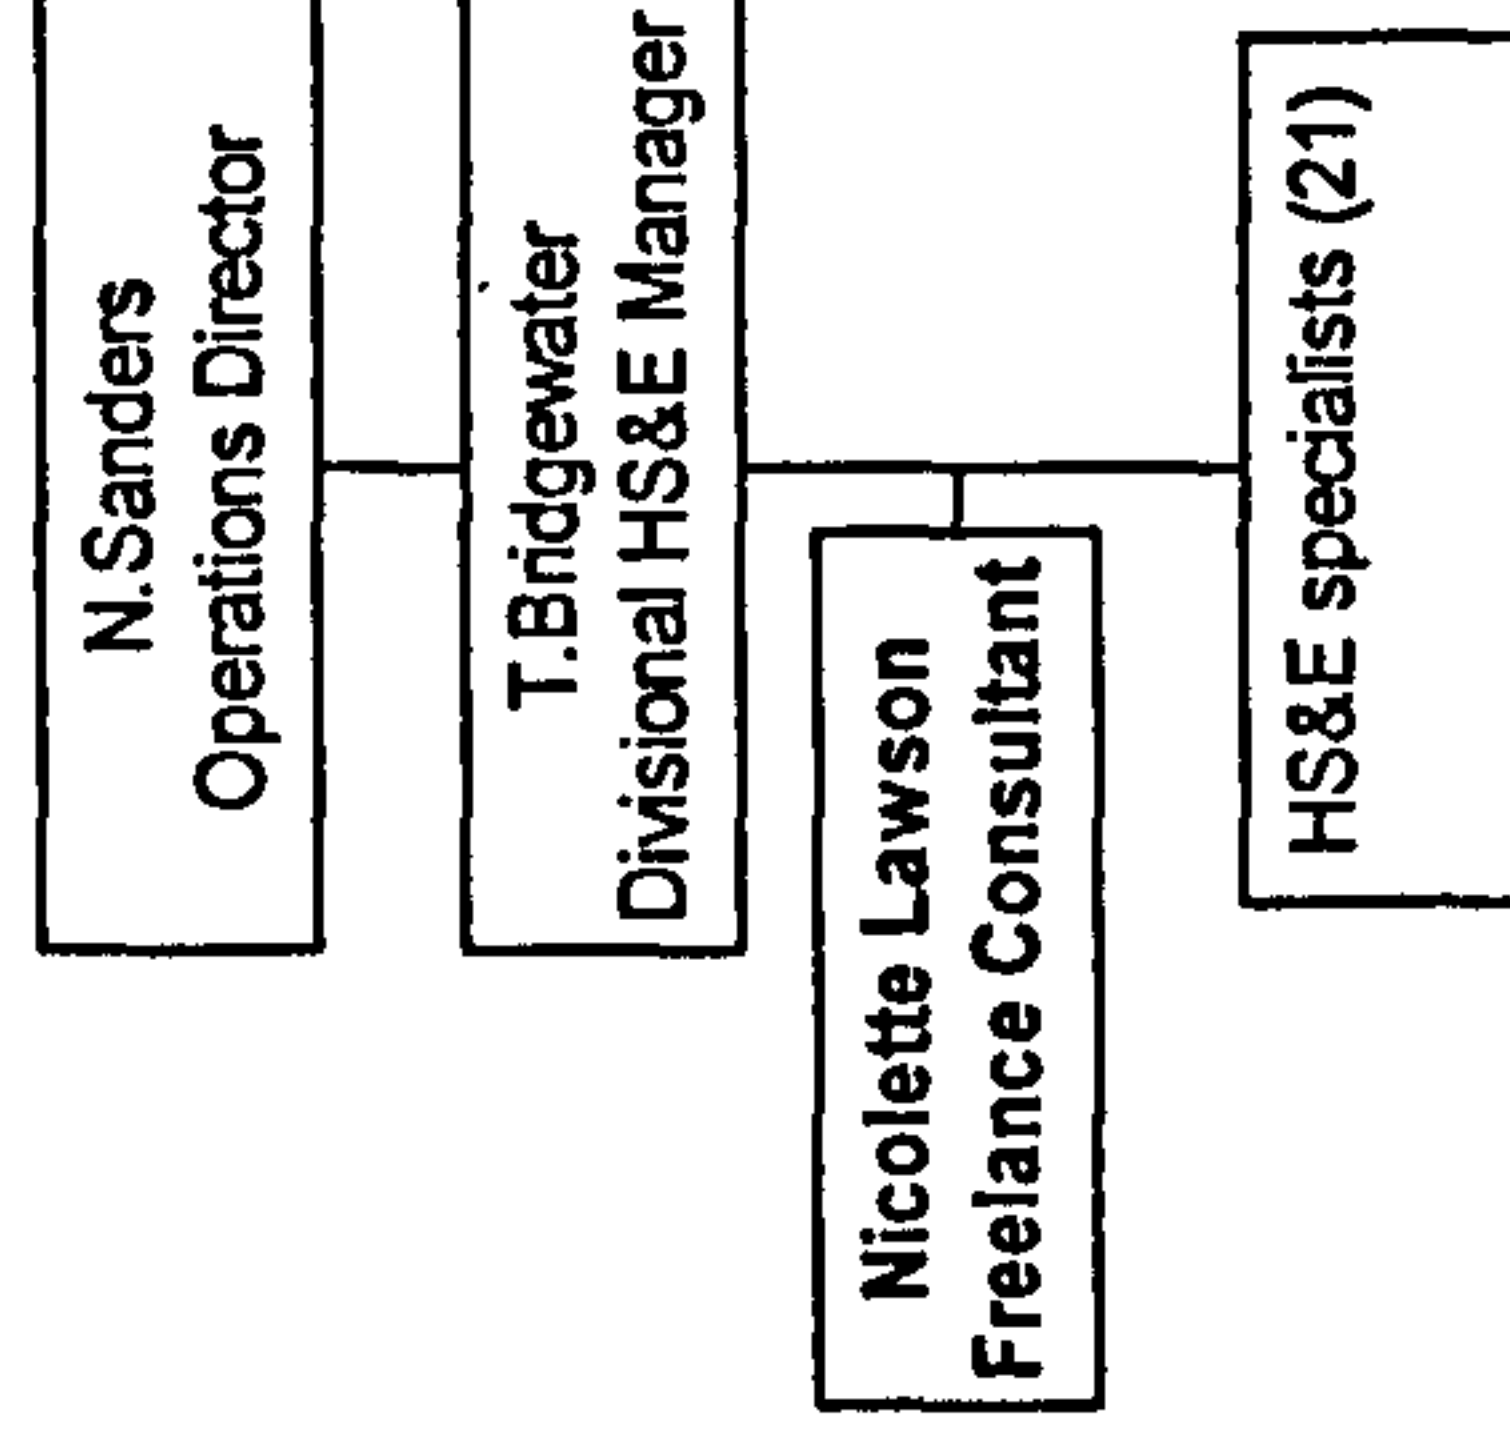 N.Sanders
Operations Director
T.Bridgewater
Divisional HS&E Manager
Nicolette Lawson
Freelance Consultant
HS&E specialists (21)